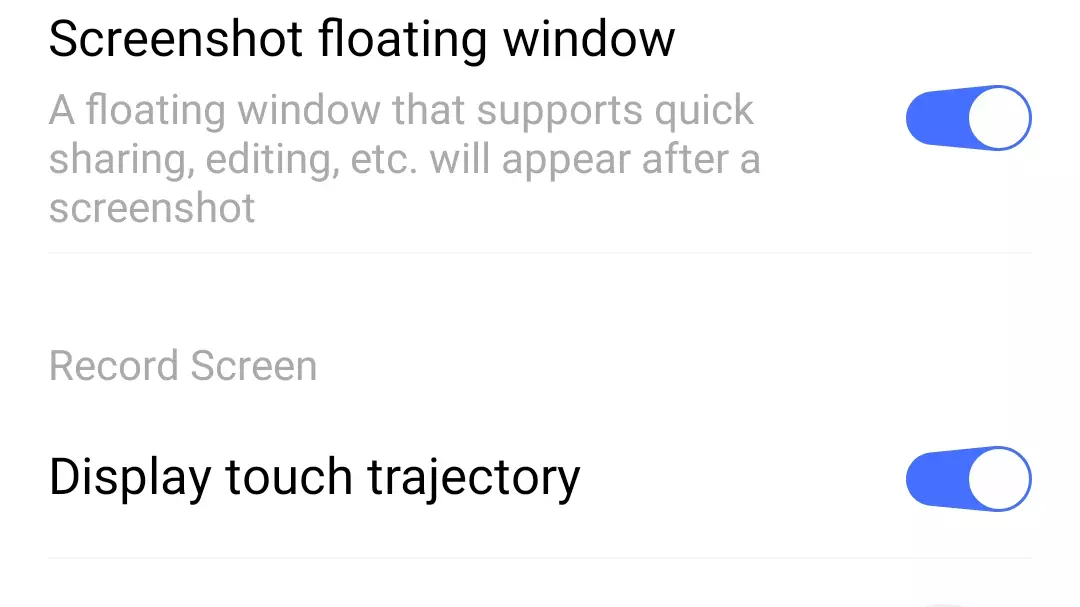 Screenshot floating window
A floating window that supports quick
sharing, editing, etc. will appear after a
screenshot
Record Screen
Display touch trajectory